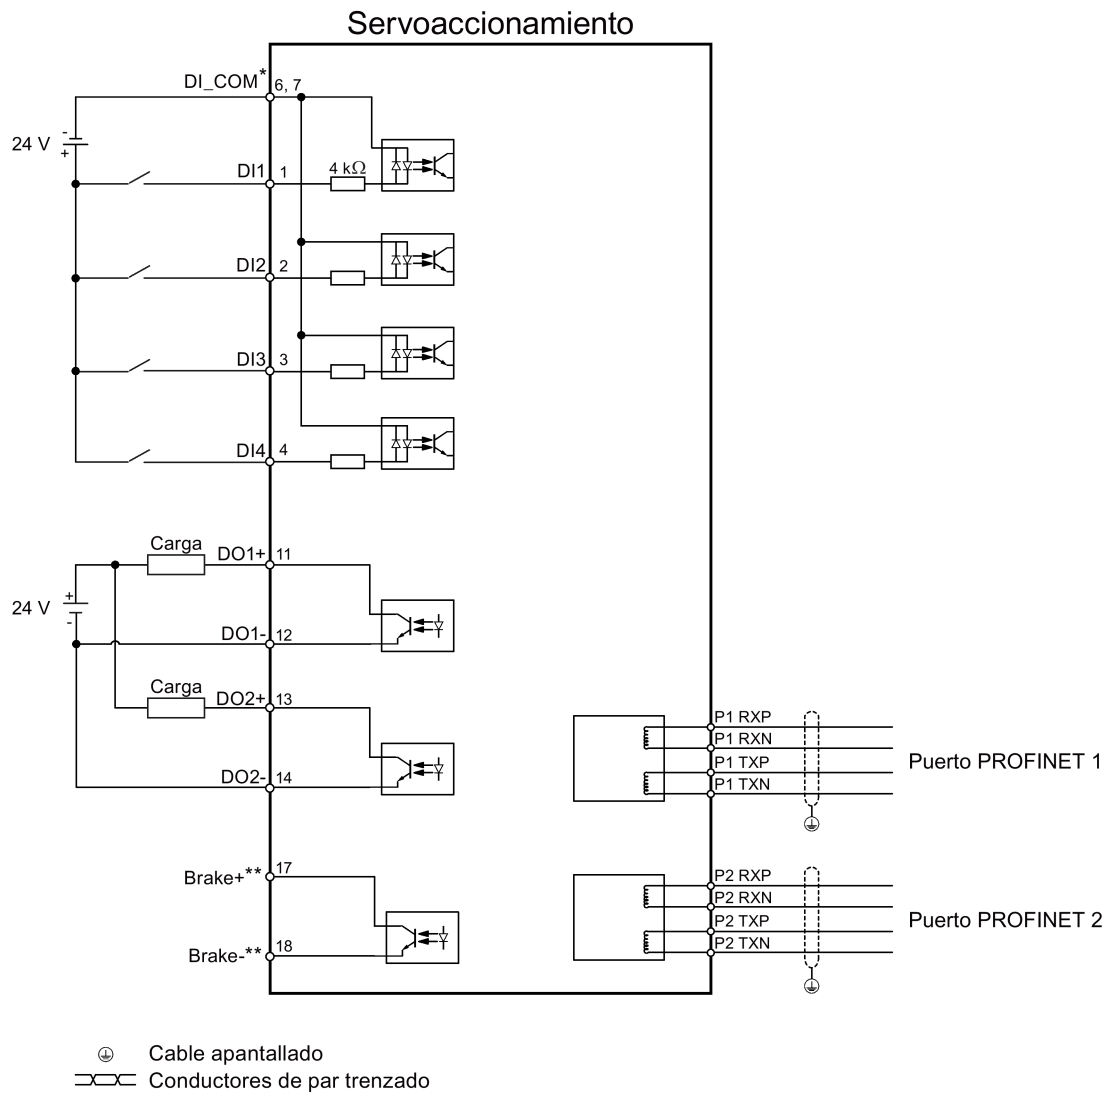 Servoaccionamiento
DI_COM* 6, 7
24 V - +
DI1 1 4 kΩ
DI2 2
DI3 3
DI4 4
Carga DO1+ 11
24 V + -
DO1- 12
Carga DO2+ 13
DO2- 14
P1 RXP
P1 RXN
P1 TXP
P1 TXN
Puerto PROFINET 1
Brake+** 17
Brake-** 18
P2 RXP
P2 RXN
P2 TXP
P2 TXN
Puerto PROFINET 2
Cable apantallado
Conductores de par trenzado